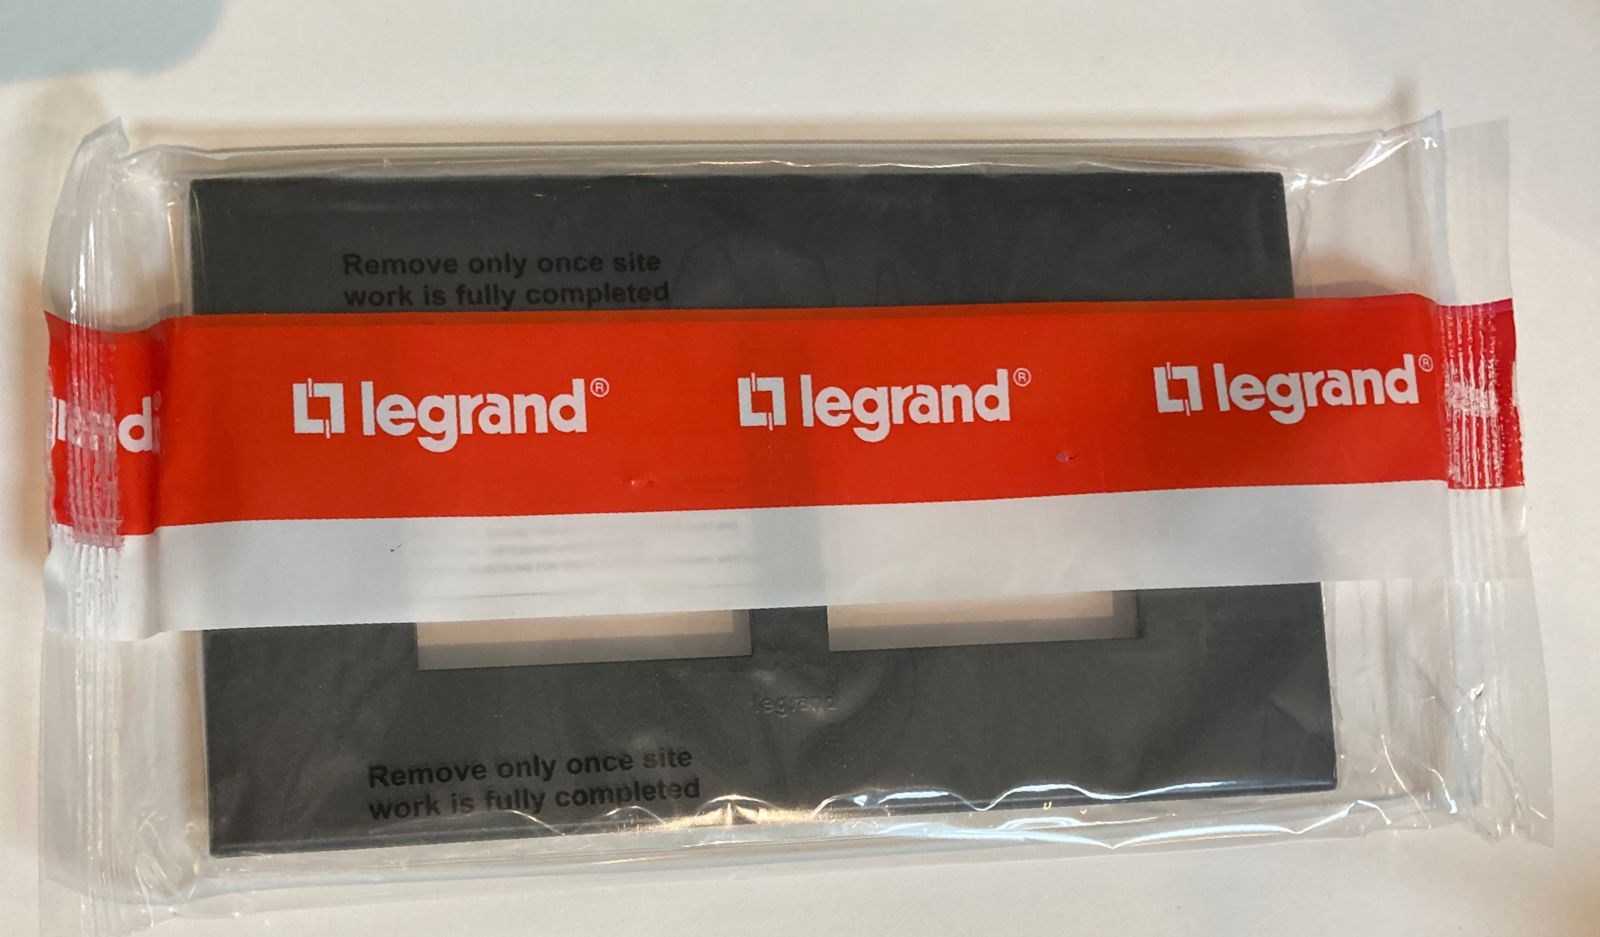 Remove only once site
work is fully completed
legrand®
legrand®
legrand®
d®
legrand
Remove only once site
work is fully completed